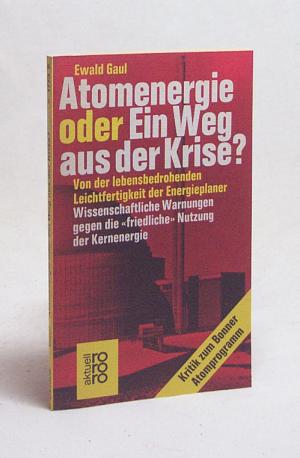 Ewald Gaul
Atomenergie
oder Ein Weg
aus der Krise?
Von der lebensbedrohenden
Leichtfertigkeit der Energieplaner
Wissenschaftliche Warnungen
gegen die «friedliche» Nutzung
der Kernenergie
Kritik zum Bonner
Atomprogramm
aktuell
rororo